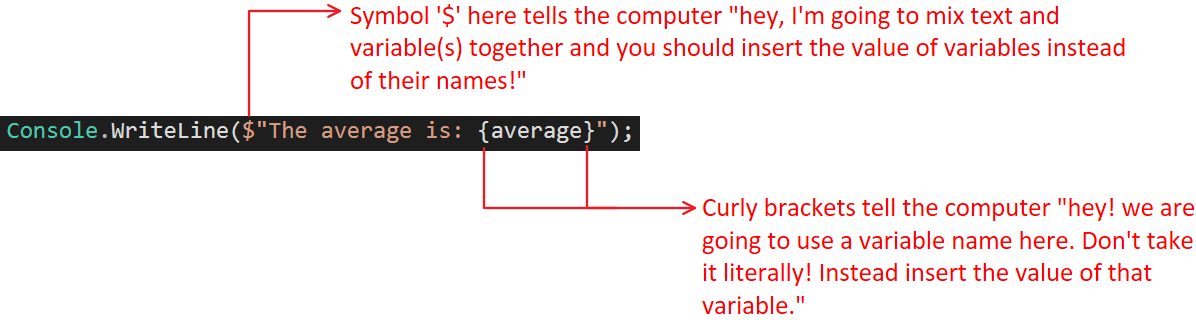 Symbol '$' here tells the computer "hey, I'm going to mix text and
variable(s) together and you should insert the value of variables instead
of their names!"
Console.WriteLine($"The average is: {average}");
Curly brackets tell the computer "hey! we are
going to use a variable name here. Don't take
it literally! Instead insert the value of that
variable."